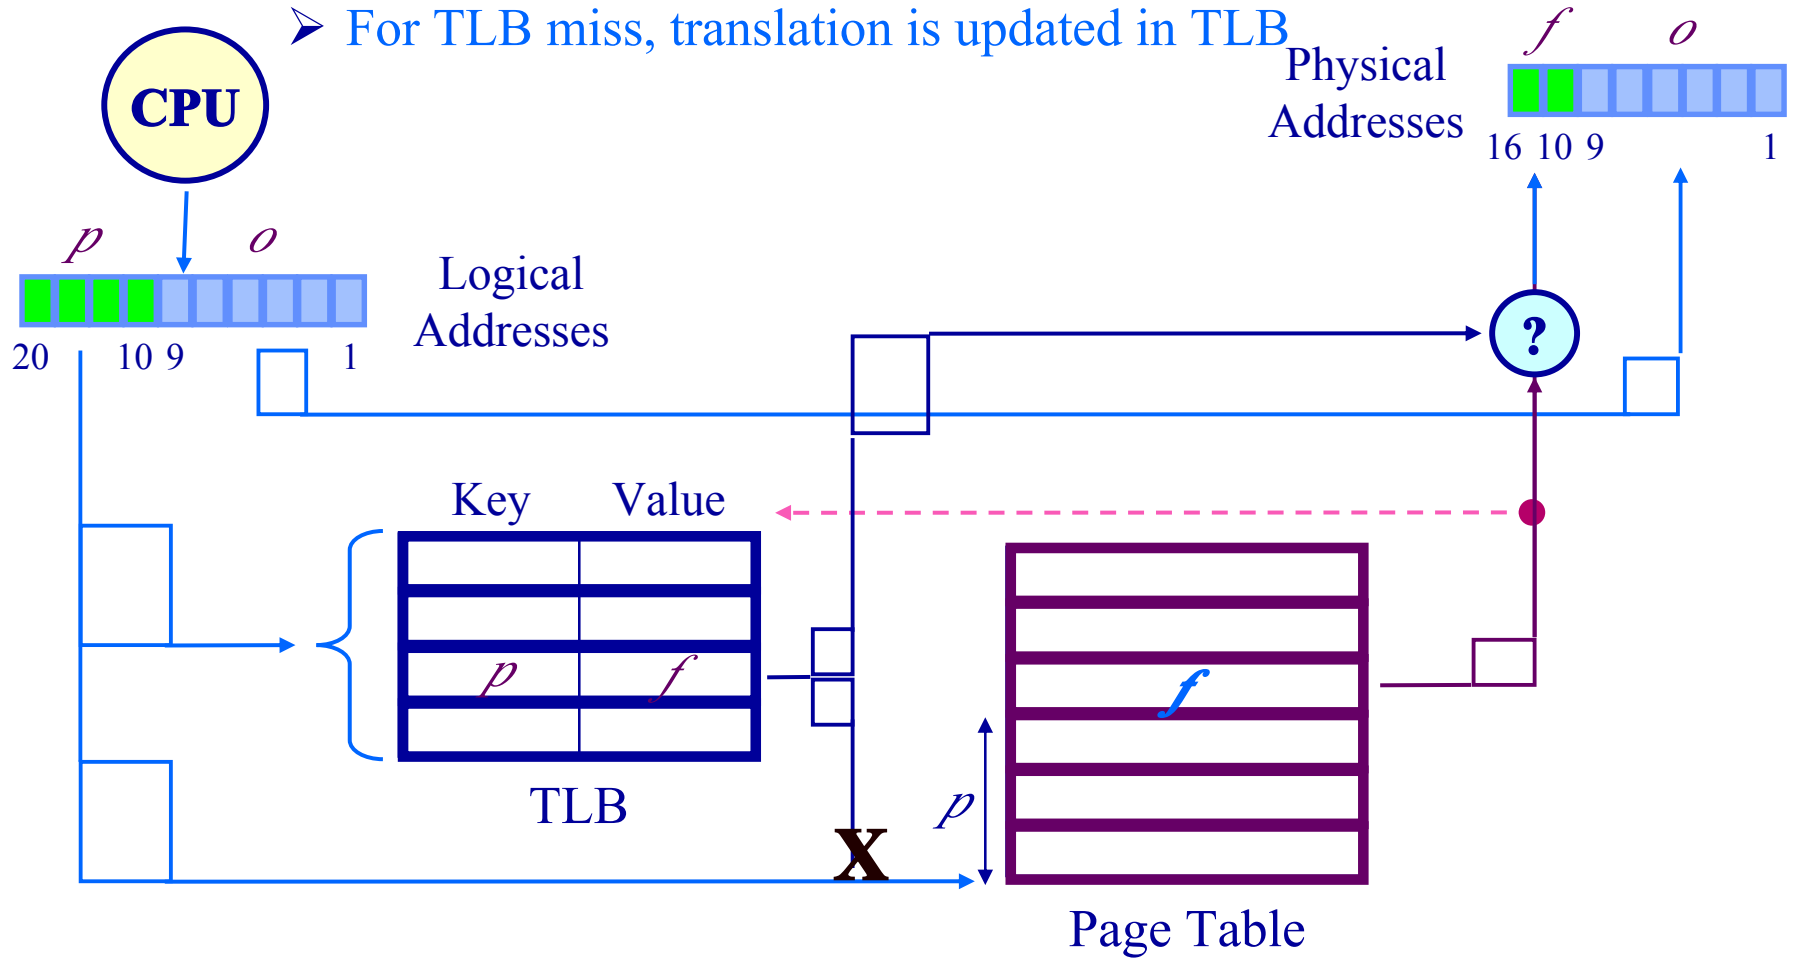 ➢ For TLB miss, translation is updated in TLB
CPU
f o
Physical
Addresses
16 10 9 1
p o
Logical
Addresses
20 10 9 1
?
Key Value
p f
f
p
TLB
X
Page Table